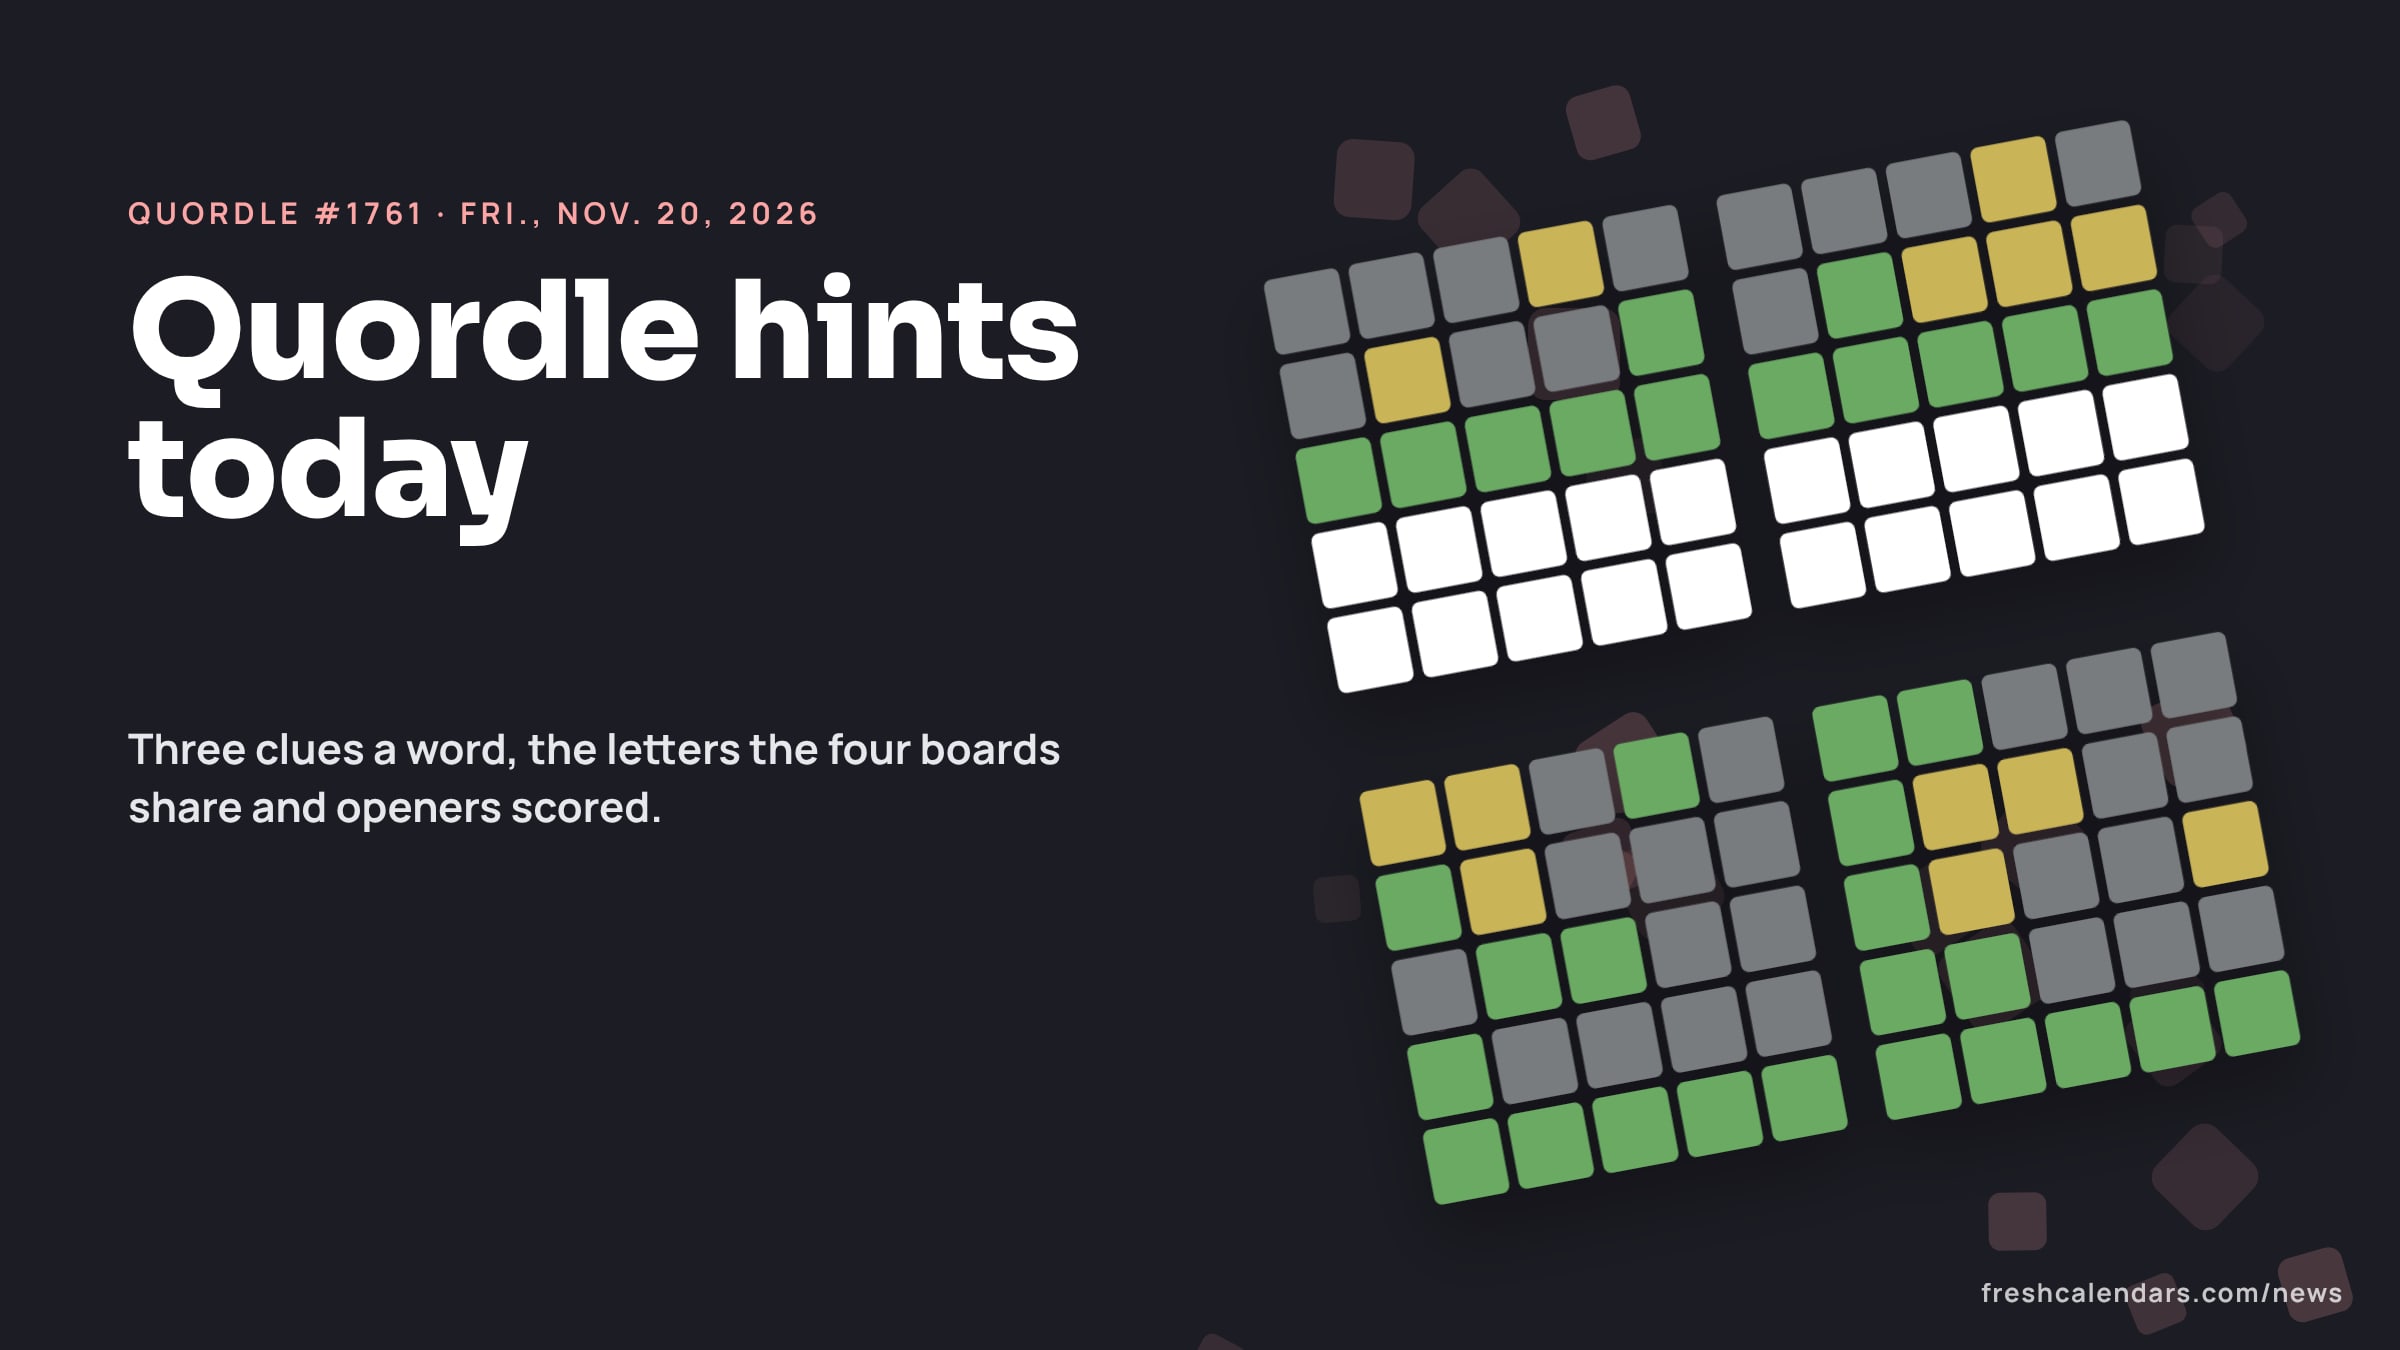 QUORDLE #1761 · FRI., NOV. 20, 2026
Quordle hints
today
Three clues a word, the letters the four boards
share and openers scored.
freshcalendars.com/news